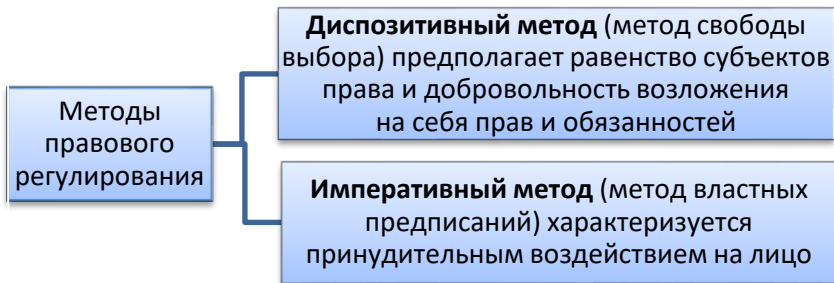 Методы
правового
регулирования
Диспозитивный метод (метод свободы
выбора) предполагает равенство субъектов
права и добровольность возложения
на себя прав и обязанностей
Императивный метод (метод властных
предписаний) характеризуется
принудительным воздействием на лицо